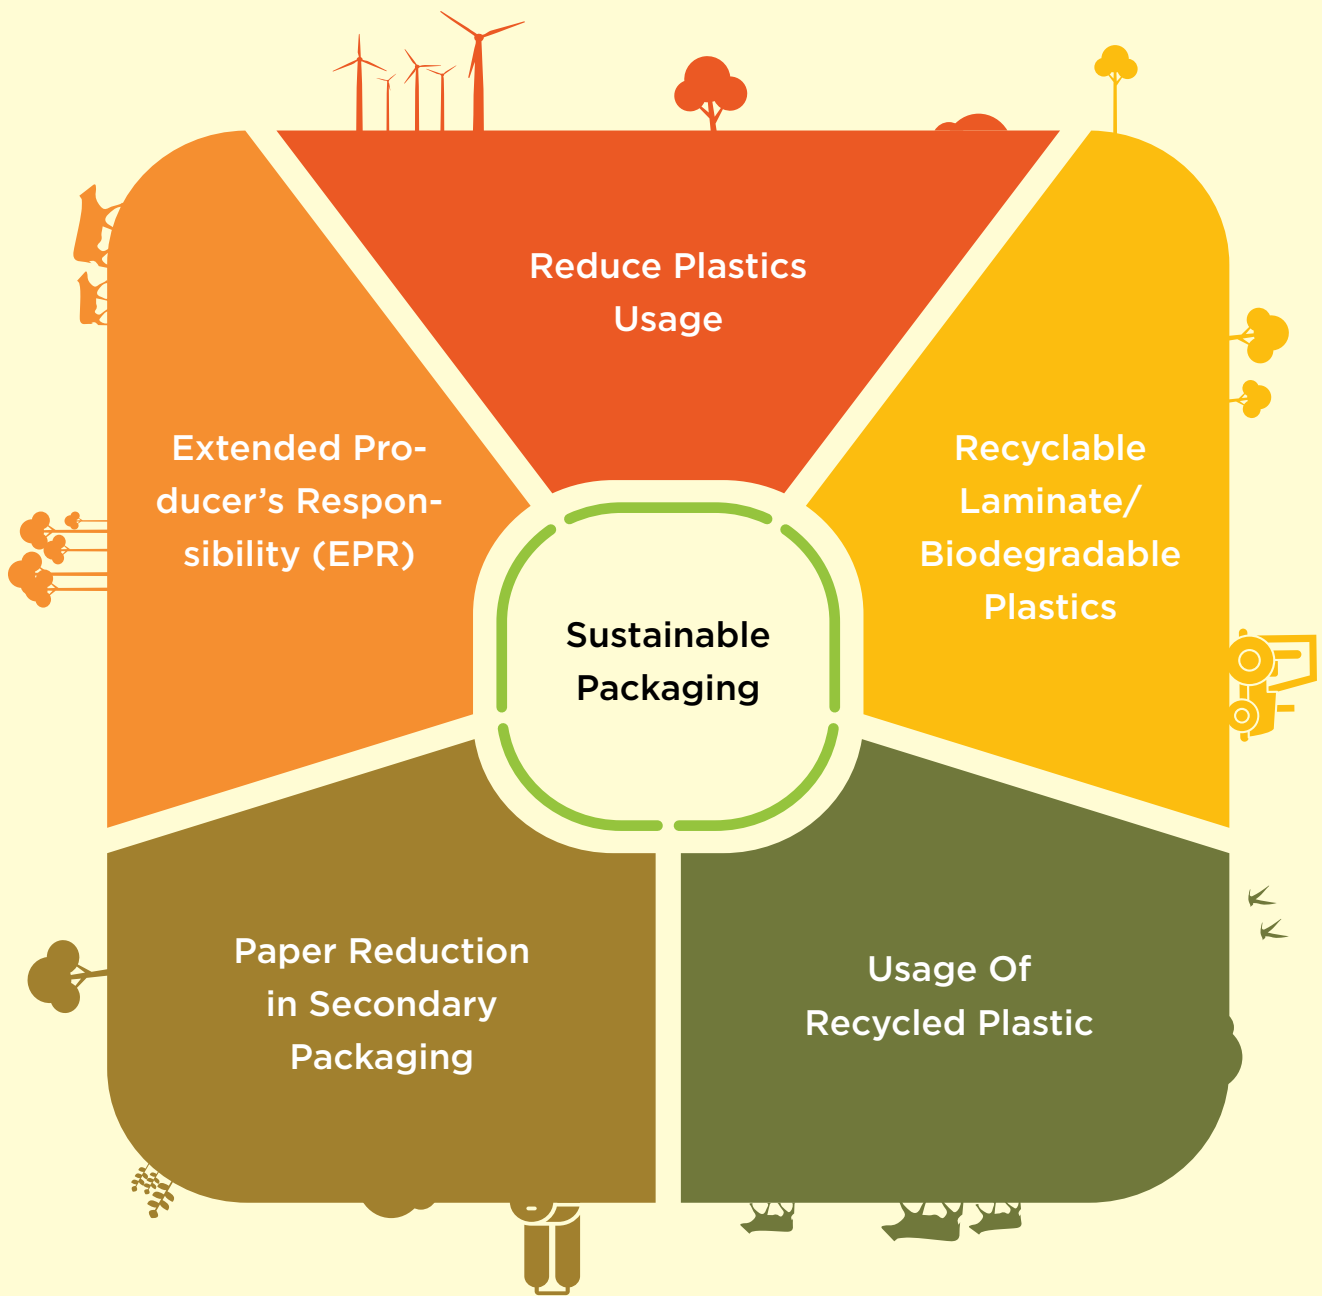 Reduce Plastics
Usage
Extended Pro-
ducer’s Respon-
sibility (EPR)
Recyclable
Laminate/
Biodegradable
Plastics
Sustainable
Packaging
Paper Reduction
in Secondary
Packaging
Usage Of
Recycled Plastic